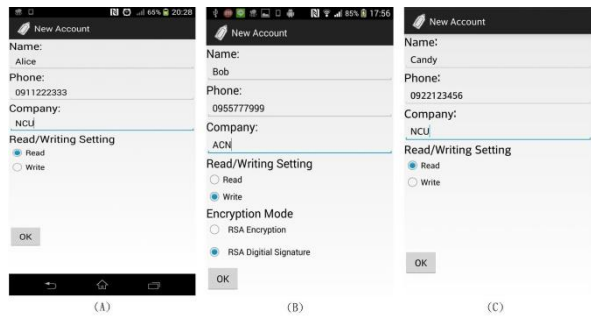 65% 20:28
New Account
Name:
Alice
Phone:
0911222333
Company:
NCU
Read/Writing Setting
Read
Write
OK
(A)
85% 17:56
New Account
Name:
Bob
Phone:
0955777999
Company:
ACN
Read/Writing Setting
Read
Write
Encryption Mode
RSA Encryption
RSA Digitial Signature
OK
(B)
New Account
Name:
Candy
Phone:
0922123456
Company:
NCU
Read/Writing Setting
Read
Write
OK
(C)